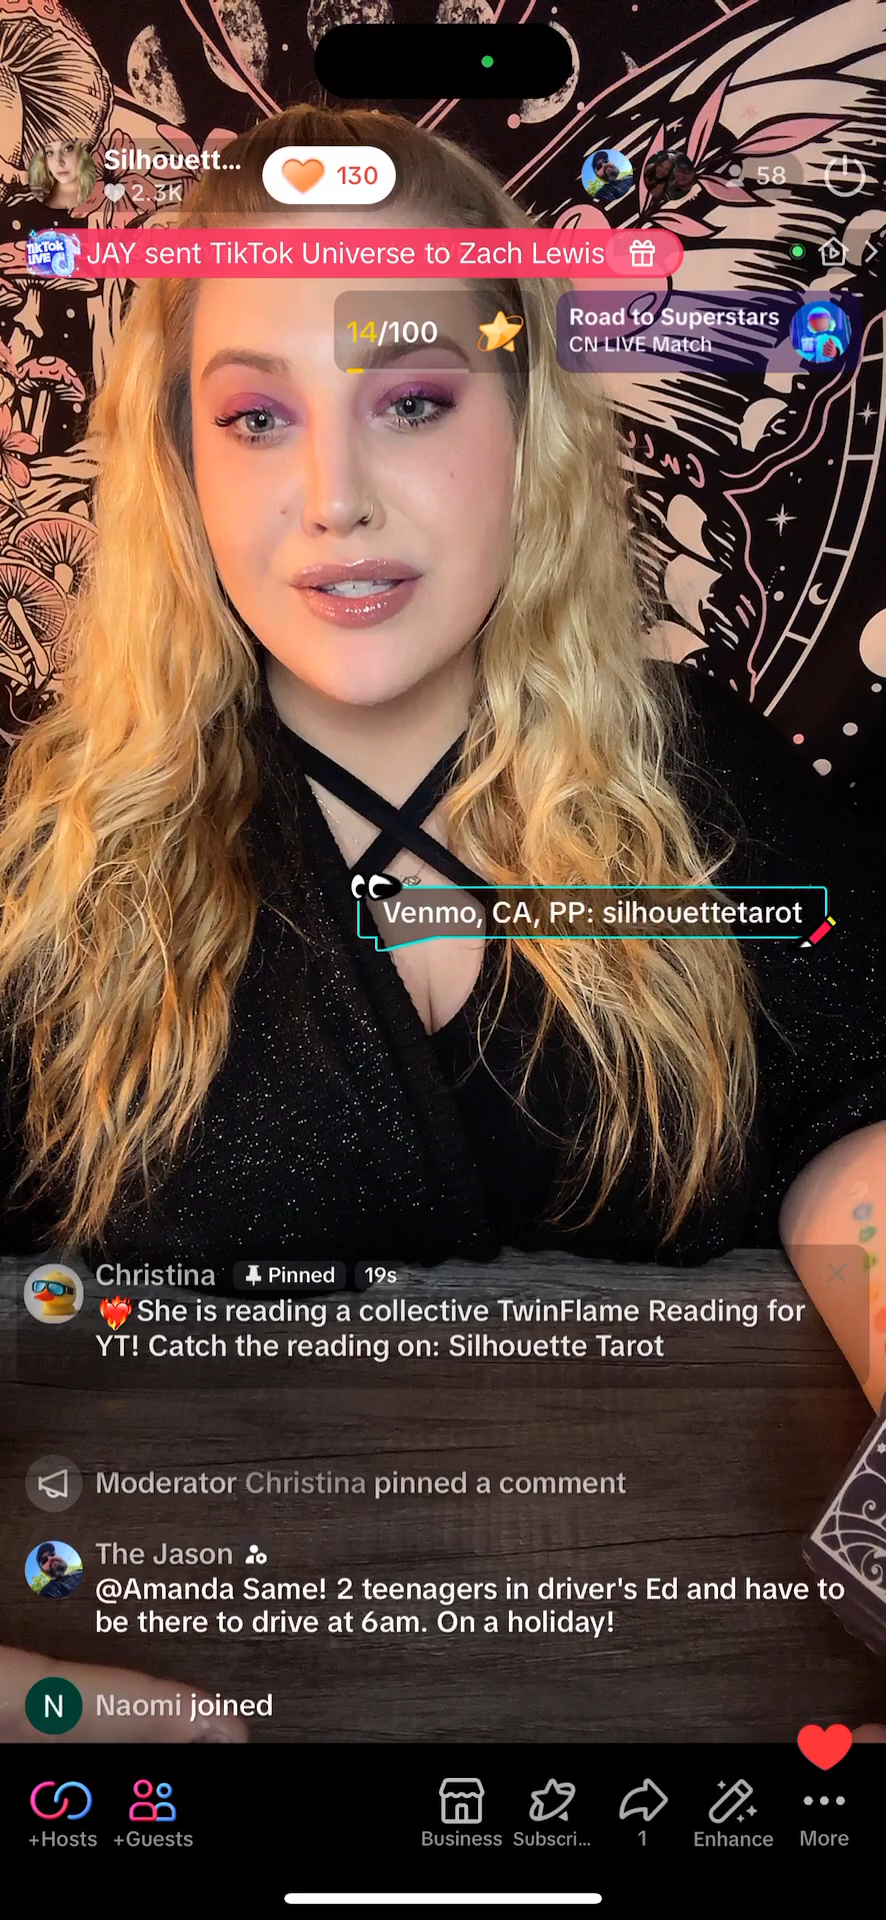 Silhouett...
2.3K
130
58
JAY sent TikTok Universe to Zach Lewis
14/100
Road to Superstars
CN LIVE Match
Venmo, CA, PP: silhouettetarot
Christina Pinned 19s
She is reading a collective TwinFlame Reading for
YT! Catch the reading on: Silhouette Tarot
Moderator Christina pinned a comment
The Jason
@Amanda Same! 2 teenagers in driver's Ed and have to
be there to drive at 6am. On a holiday!
N Naomi joined
+Hosts +Guests Business Subscri... 1 Enhance More